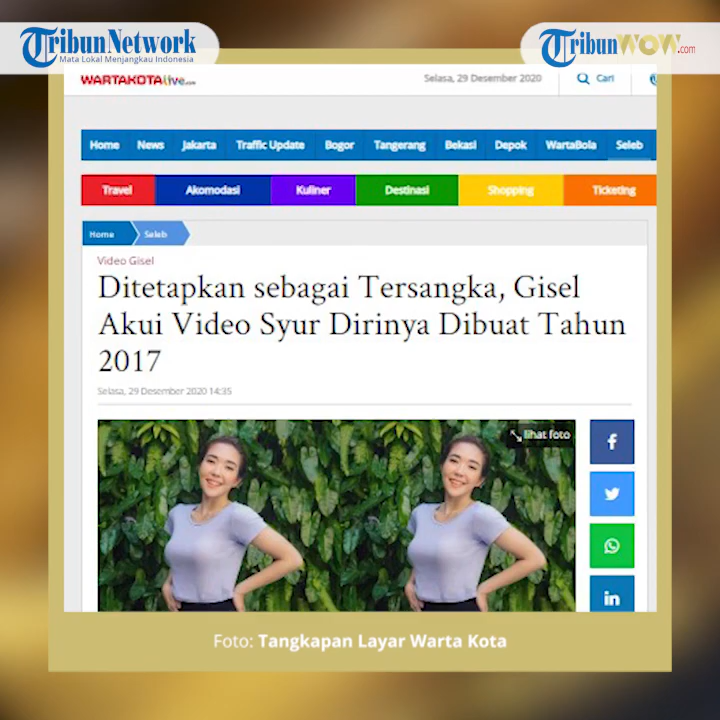 TribunNetwork
Mata Lokal Menjangkau Indonesia
TribunWOW.com
WARTAKOTAlive.com
Selasa, 29 Desember 2020
Cari
Home News Jakarta Traffic Update Bogor Tangerang Bekasi Depok WartaBola Seleb
Travel Akomodasi Kuliner Destinasi Shopping Ticketing
Home Seleb
Video Gisel
Ditetapkan sebagai Tersangka, Gisel
Akui Video Syur Dirinya Dibuat Tahun
2017
Selasa, 29 Desember 2020 14:35
lihat foto
Foto: Tangkapan Layar Warta Kota